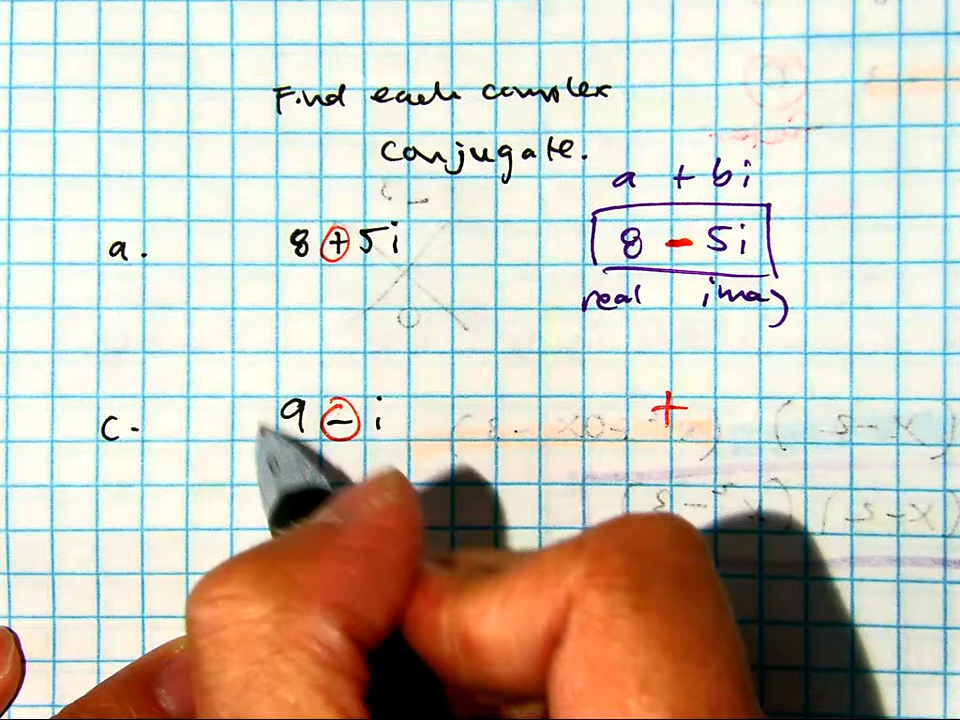 Find each complex
conjugate.
a + bi
a. 8 + 5i 8 - 5i
real imag
c. 9 - i +